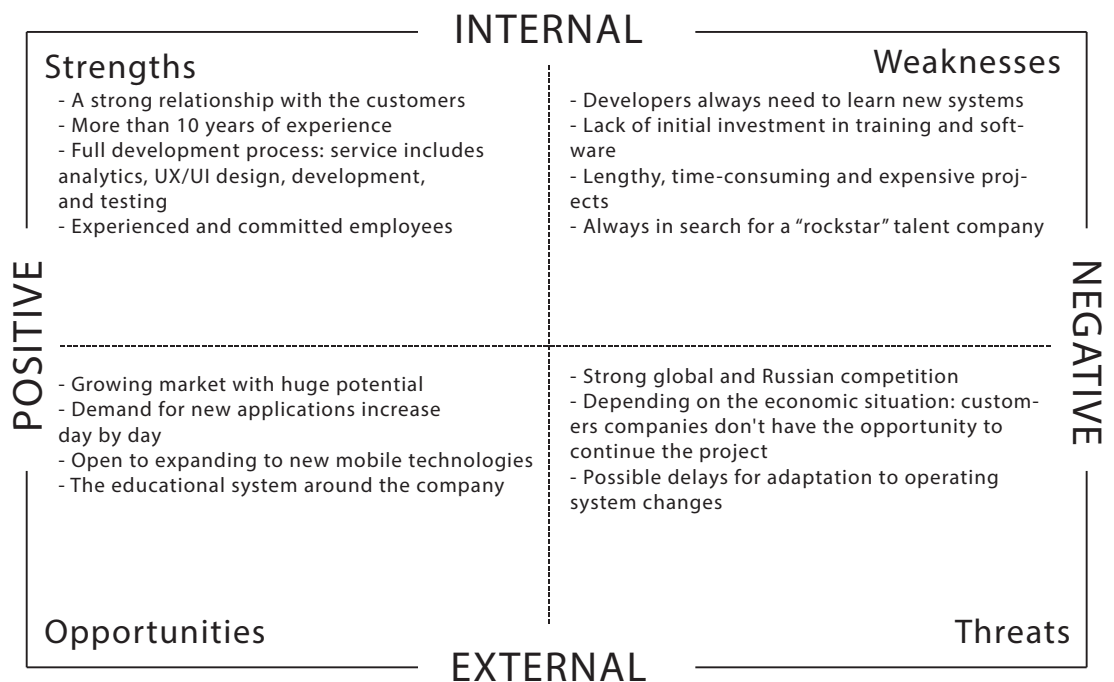 INTERNAL
Strengths
- A strong relationship with the customers
- More than 10 years of experience
- Full development process: service includes
analytics, UX/UI design, development,
and testing
- Experienced and committed employees
Weaknesses
- Developers always need to learn new systems
- Lack of initial investment in training and soft-
ware
- Lengthy, time-consuming and expensive proj-
ects
- Always in search for a “rockstar” talent company
POSITIVE
NEGATIVE
- Growing market with huge potential
- Demand for new applications increase
day by day
- Open to expanding to new mobile technologies
- The educational system around the company
Opportunities
- Strong global and Russian competition
- Depending on the economic situation: custom-
ers companies don't have the opportunity to
continue the project
- Possible delays for adaptation to operating
system changes
Threats
EXTERNAL